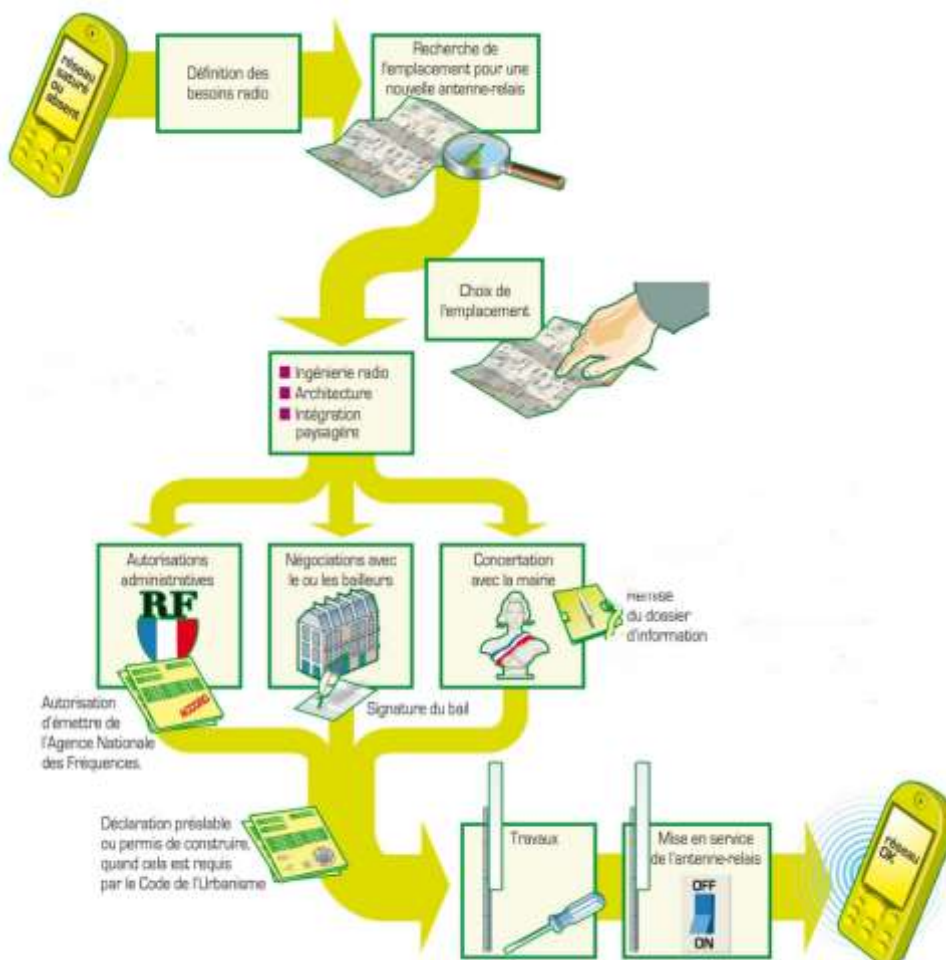 réseau
saturé
ou
absent
Définition des
besoins radio
Recherche de
l'emplacement pour une
nouvelle antenne-relais
Choix de
l'emplacement
Ingénierie radio
Architecture
Intégration
paysagère
Autorisations
administratives
RF
Négociations avec
le ou les bailleurs
Concertation
avec la mairie
Remise
du dossier
d'information
ACCORD
Autorisation
d'émettre de
l'Agence Nationale
des Fréquences.
Signature du bail
Déclaration préalable
ou permis de construire,
quand cela est requis
par le Code de l'Urbanisme
Travaux
Mise en service
de l'antenne-relais
OFF
ON
réseau
OK